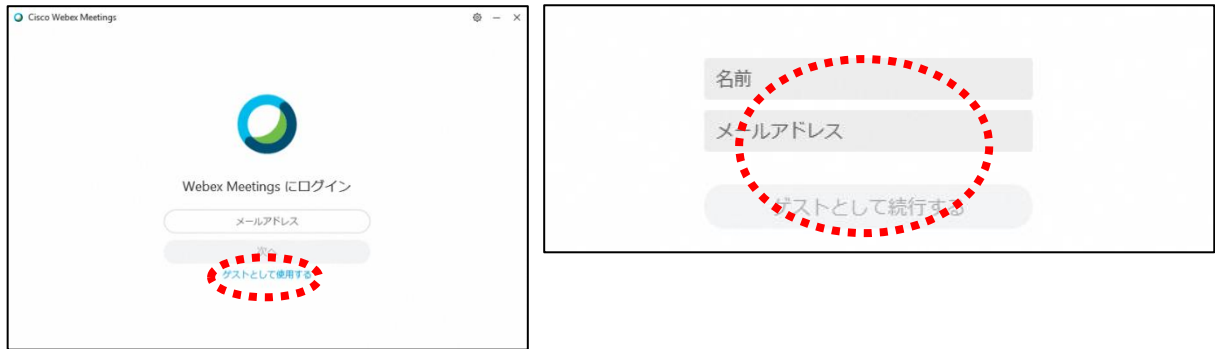 Cisco Webex Meetings
Webex Meetings にログイン
メールアドレス
次へ
ゲストとして使用する
名前
メールアドレス
ゲストとして続行する